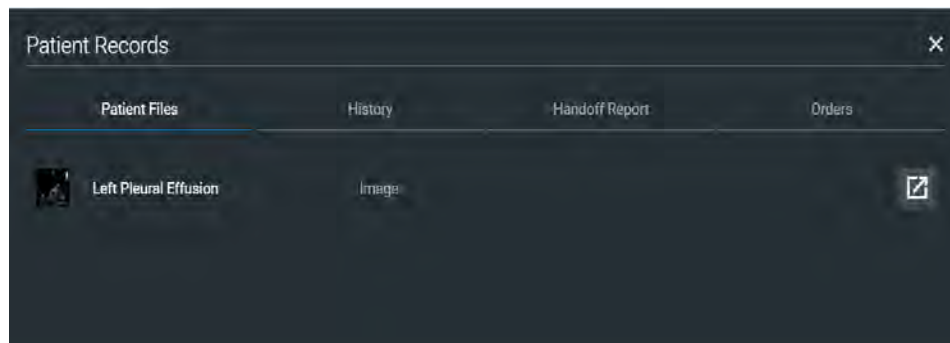 Patient Records
Patient Files History Handoff Report Orders
Left Pleural Effusion Image